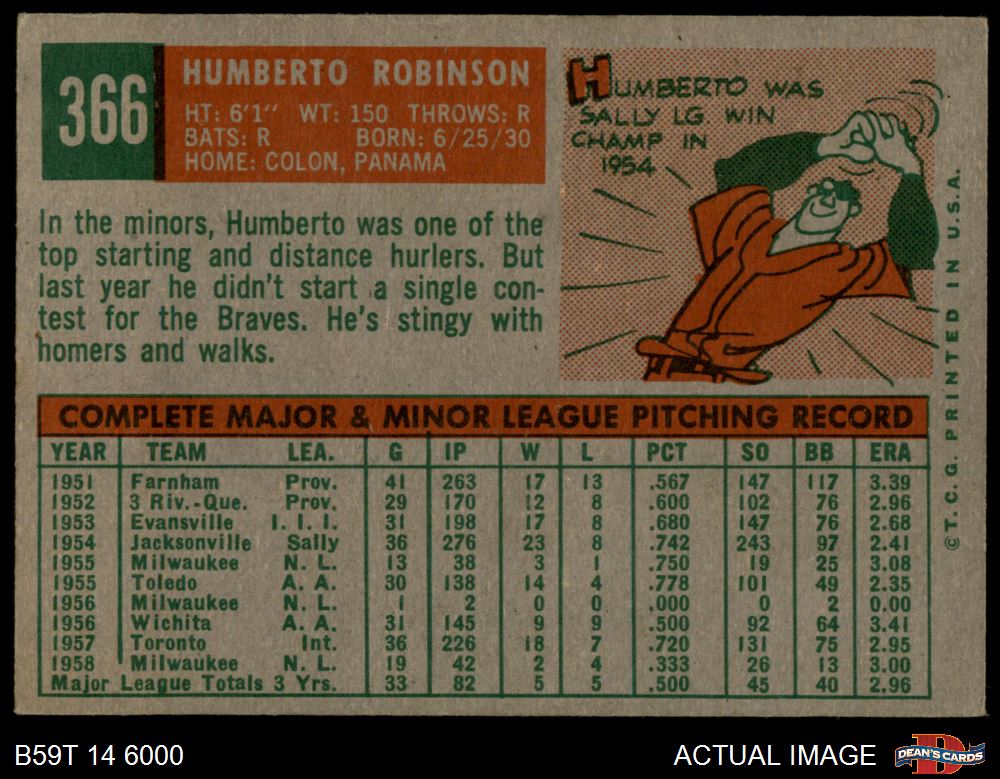 366
HUMBERTO ROBINSON
HT: 6'1" WT: 150 THROWS: R
BATS: R BORN: 6/25/30
HOME: COLON, PANAMA
HUMBERTO WAS
SALLY LG WIN
CHAMP IN
1954
In the minors, Humberto was one of the
top starting and distance hurlers. But
last year he didn't start a single con-
test for the Braves. He's stingy with
homers and walks.
COMPLETE MAJOR & MINOR LEAGUE PITCHING RECORD
YEAR TEAM LEA. G IP W L PCT SO BB ERA
1951 Farnham Prov. 41 263 17 13 .567 147 117 3.39
1952 3 Riv.-Que. Prov. 29 170 12 8 .600 102 76 2.96
1953 Evansville I. I. I. 31 198 17 8 .680 147 76 2.68
1954 Jacksonville Sally 36 276 23 8 .742 243 97 2.41
1955 Milwaukee N. L. 13 38 3 1 .750 19 25 3.08
1955 Toledo A. A. 30 138 14 4 .778 101 49 2.35
1956 Milwaukee N. L. 1 2 0 0 .000 0 2 0.00
1956 Wichita A. A. 31 145 9 9 .500 92 64 3.41
1957 Toronto Int. 36 226 18 7 .720 131 75 2.95
1958 Milwaukee N. L. 19 42 2 4 .333 26 13 3.00
Major League Totals 3 Yrs. 33 82 5 5 .500 45 40 2.96
© T. C. G. PRINTED IN U.S.A.
B59T 14 6000
ACTUAL IMAGE
DEAN'S CARDS